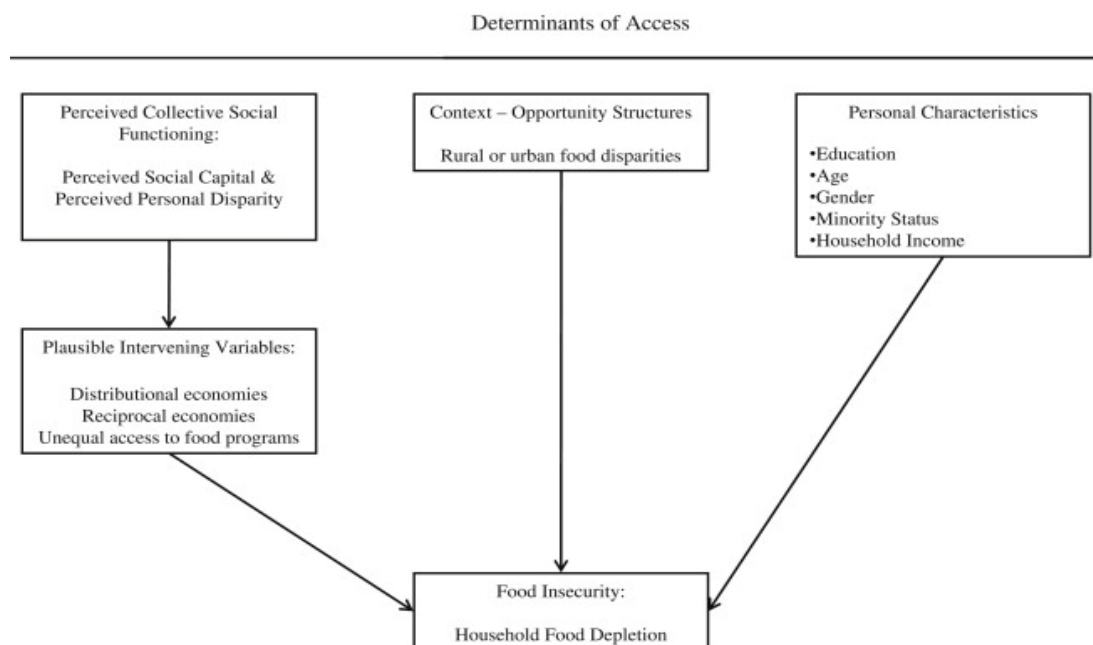 Determinants of Access
Perceived Collective Social
Functioning:
Perceived Social Capital &
Perceived Personal Disparity
Context – Opportunity Structures
Rural or urban food disparities
Personal Characteristics
•Education
•Age
•Gender
•Minority Status
•Household Income
Plausible Intervening Variables:
Distributional economies
Reciprocal economies
Unequal access to food programs
Food Insecurity:
Household Food Depletion